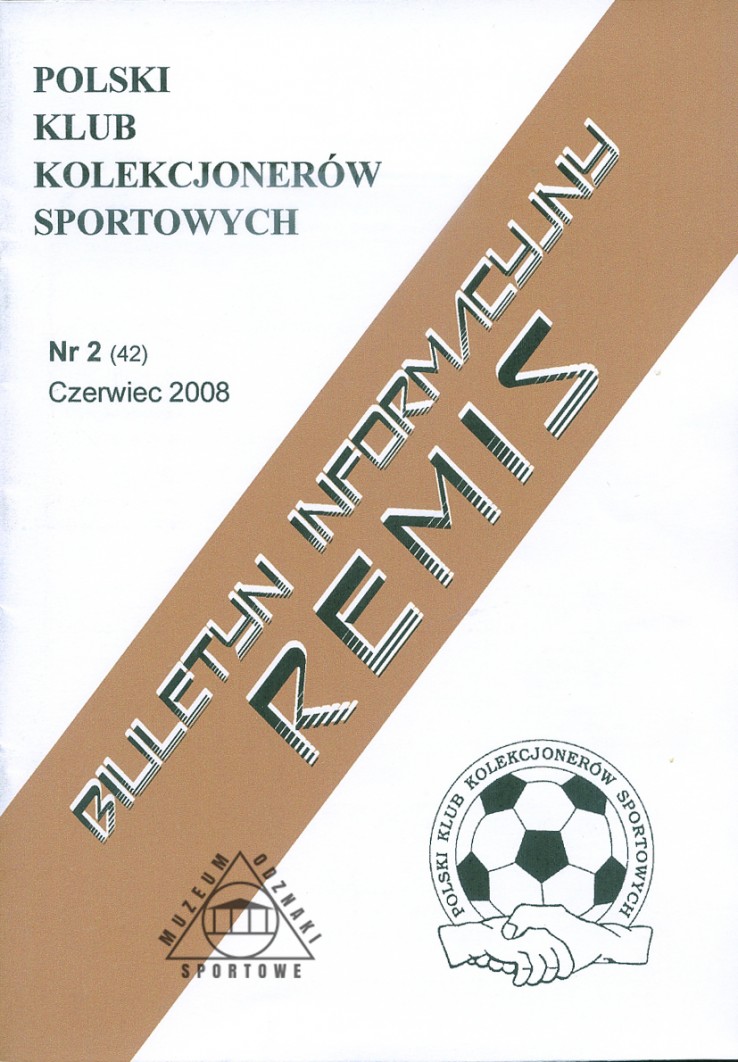 POLSKI
KLUB
KOLEKCJONERÓW
SPORTOWYCH
Nr 2 (42)
Czerwiec 2008
BIULETYN INFORMACYJNY
REMIS
POLSKI KLUB KOLEKCJONERÓW SPORTOWYCH
MUZEUM ODZNAKI
SPORTOWE